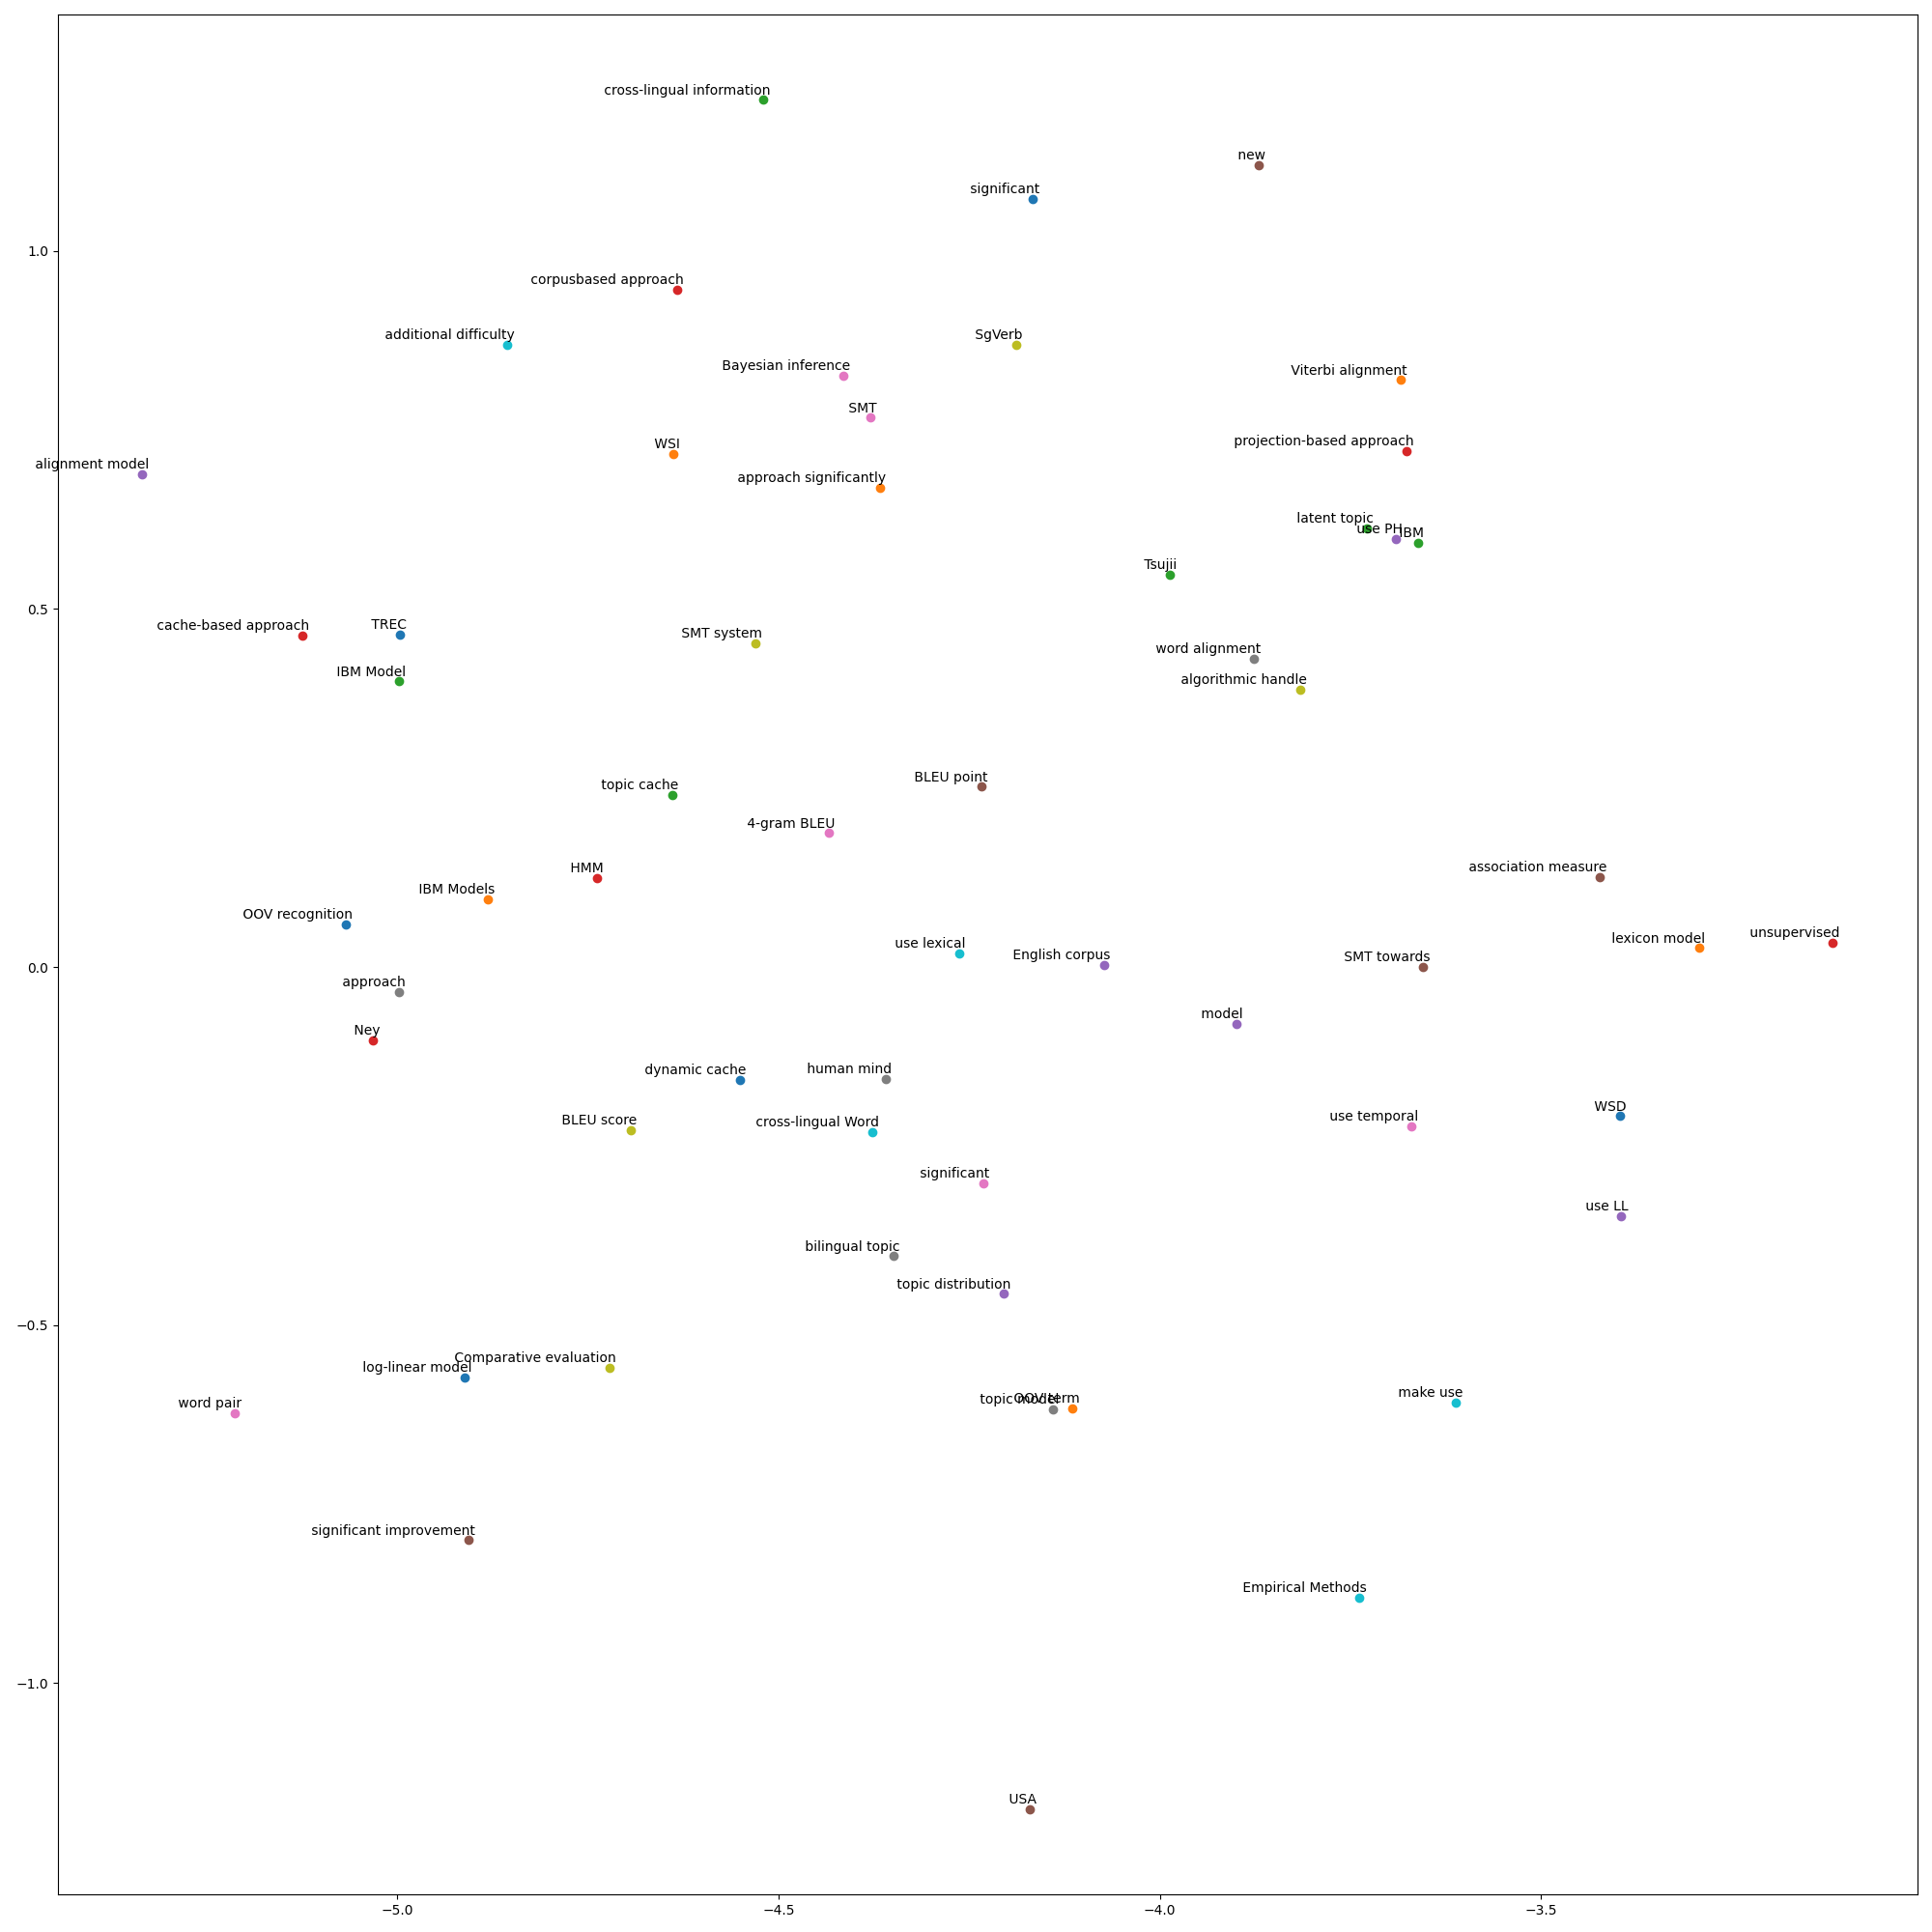 cross-lingual information
new
significant
1.0
corpusbased approach
additional difficulty
SgVerb
Bayesian inference
Viterbi alignment
SMT
projection-based approach
WSI
alignment model
approach significantly
latent topic
use PH
IBM
Tsujii
0.5
cache-based approach
TREC
SMT system
word alignment
IBM Model
algorithmic handle
BLEU point
topic cache
4-gram BLEU
HMM
association measure
IBM Models
OOV recognition
unsupervised
lexicon model
use lexical
English corpus
SMT towards
0.0
approach
model
Ney
dynamic cache
human mind
WSD
use temporal
BLEU score
cross-lingual Word
significant
use LL
bilingual topic
topic distribution
−0.5
Comparative evaluation
log-linear model
make use
topic model
OOV term
word pair
significant improvement
Empirical Methods
−1.0
USA
−5.0
−4.5
−4.0
−3.5